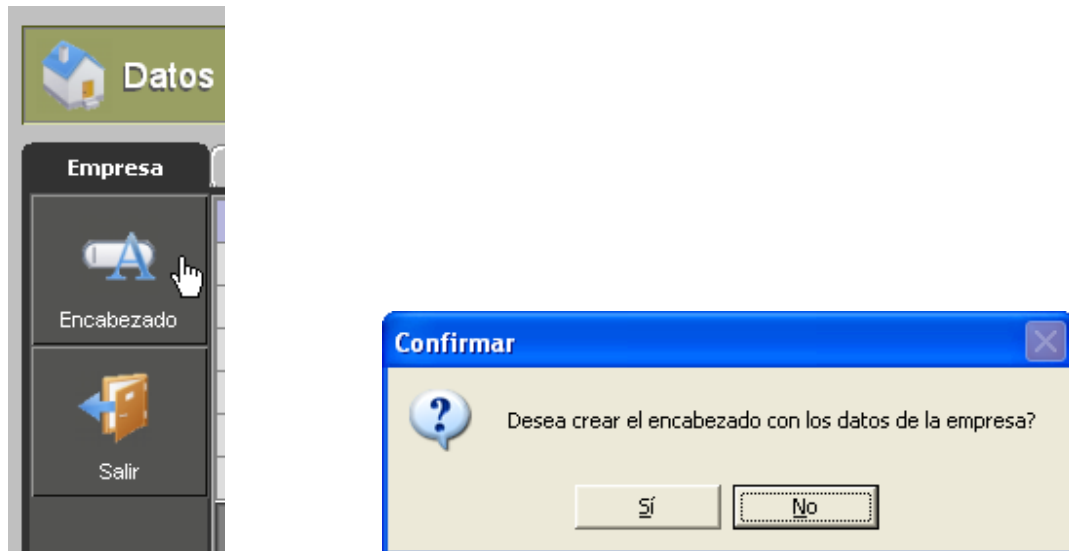 Datos
Empresa
Encabezado
Salir
Confirmar
Desea crear el encabezado con los datos de la empresa?
Sí
No